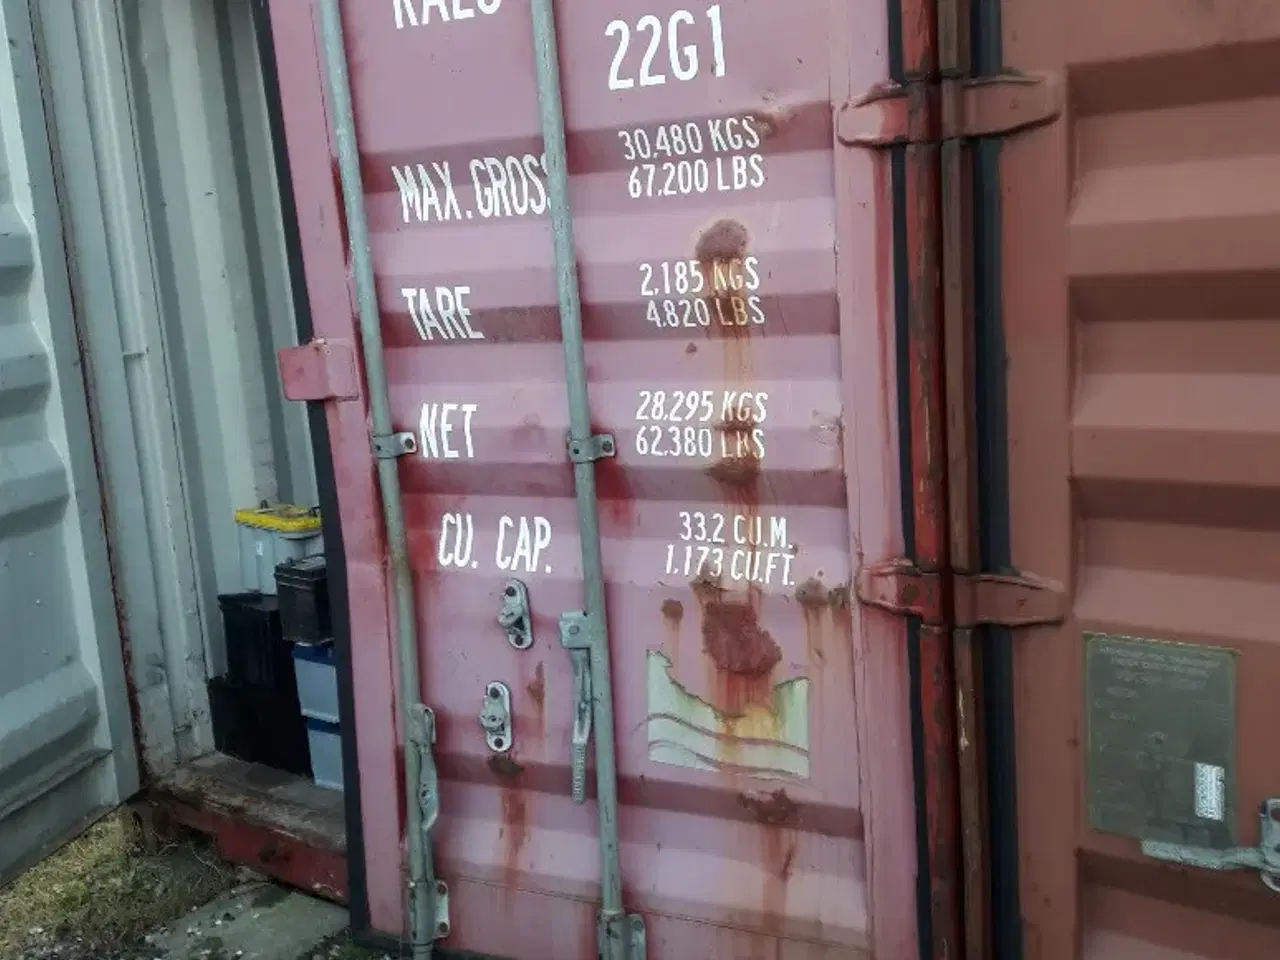 22G1
MAX.GROSS 30.480 KGS
67.200 LBS
TARE 2.185 KGS
4.820 LBS
NET 28.295 KGS
62.380 LBS
CU. CAP. 33.2 CU.M.
1.173 CU.FT.